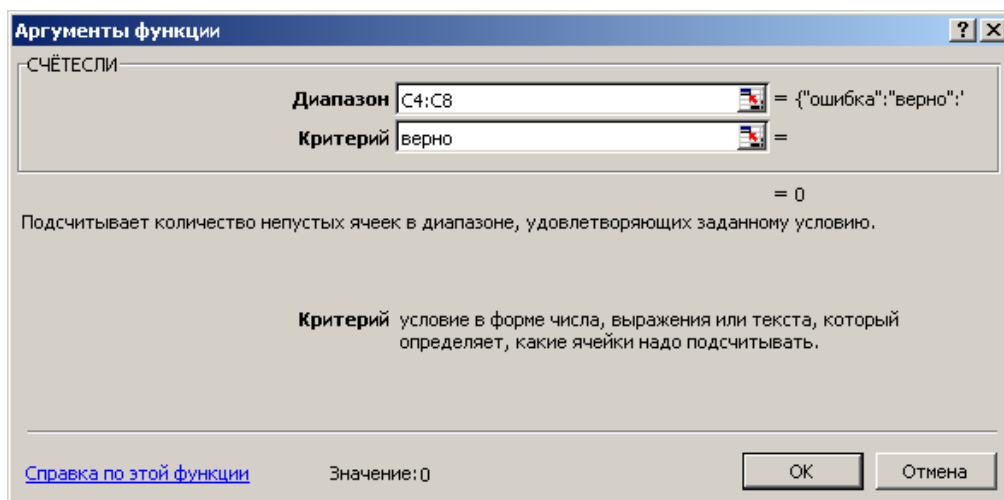 Аргументы функции
СЧЁТЕСЛИ
Диапазон C4:C8 = {"ошибка":"верно":'
Критерий верно =
= 0
Подсчитывает количество непустых ячеек в диапазоне, удовлетворяющих заданному условию.
Критерий условие в форме числа, выражения или текста, который
определяет, какие ячейки надо подсчитывать.
Справка по этой функции Значение:0 ОК Отмена